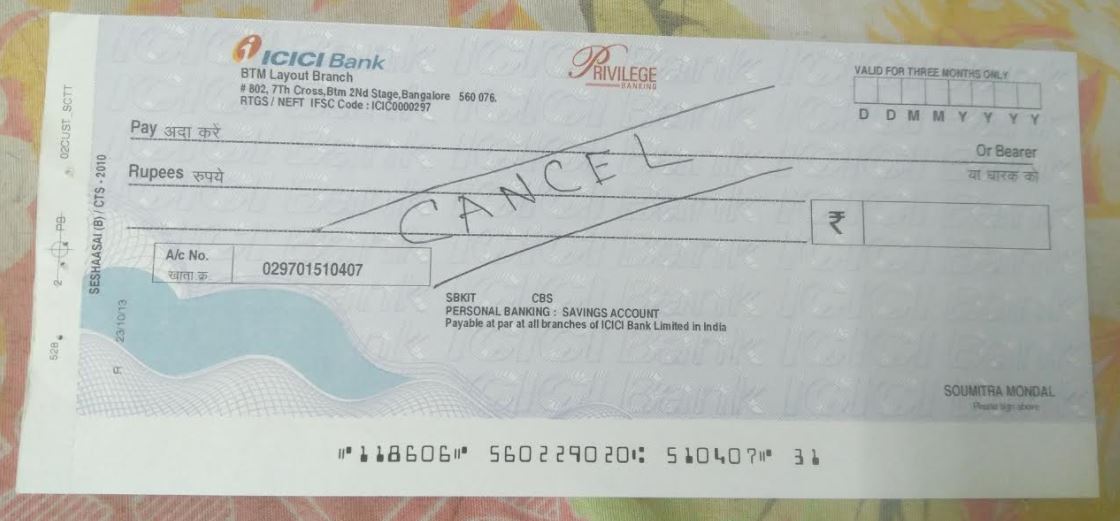 ICICI Bank
BTM Layout Branch
# 802, 7Th Cross,Btm 2Nd Stage,Bangalore 560 076.
RTGS / NEFT IFSC Code : ICIC0000297
PRIVILEGE
BANKING
VALID FOR THREE MONTHS ONLY
D D M M Y Y Y Y
Pay अदा करें
Or Bearer
या धारक को
Rupees रुपये
CANCEL
₹
A/c No.
खाता क्र.
029701510407
SBKIT CBS
PERSONAL BANKING : SAVINGS ACCOUNT
Payable at par at all branches of ICICI Bank Limited in India
SOUMITRA MONDAL
Please sign above
⑈118606⑈ 560229020⑆ 510407⑈ 31
02CUST_SCTT
SESHAASAI (B) / CTS - 2010
2 PB
23/10/13
R
528